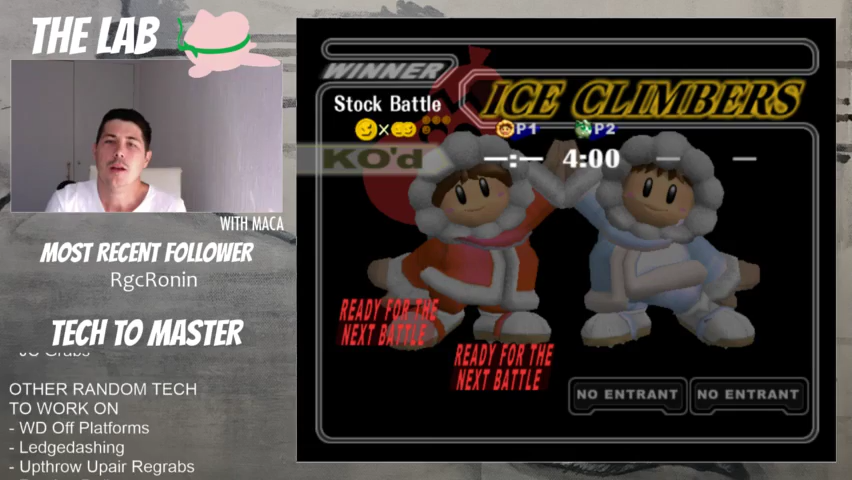 THE LAB
WITH MACA
MOST RECENT FOLLOWER
RgcRonin
TECH TO MASTER
JC Grabs
OTHER RANDOM TECH
TO WORK ON
- WD Off Platforms
- Ledgedashing
- Upthrow Upair Regrabs
WINNER
ICE CLIMBERS
Stock Battle
P1
P2
KO'd
—:—
4:00
—
—
READY FOR THE
NEXT BATTLE
READY FOR THE
NEXT BATTLE
NO ENTRANT
NO ENTRANT